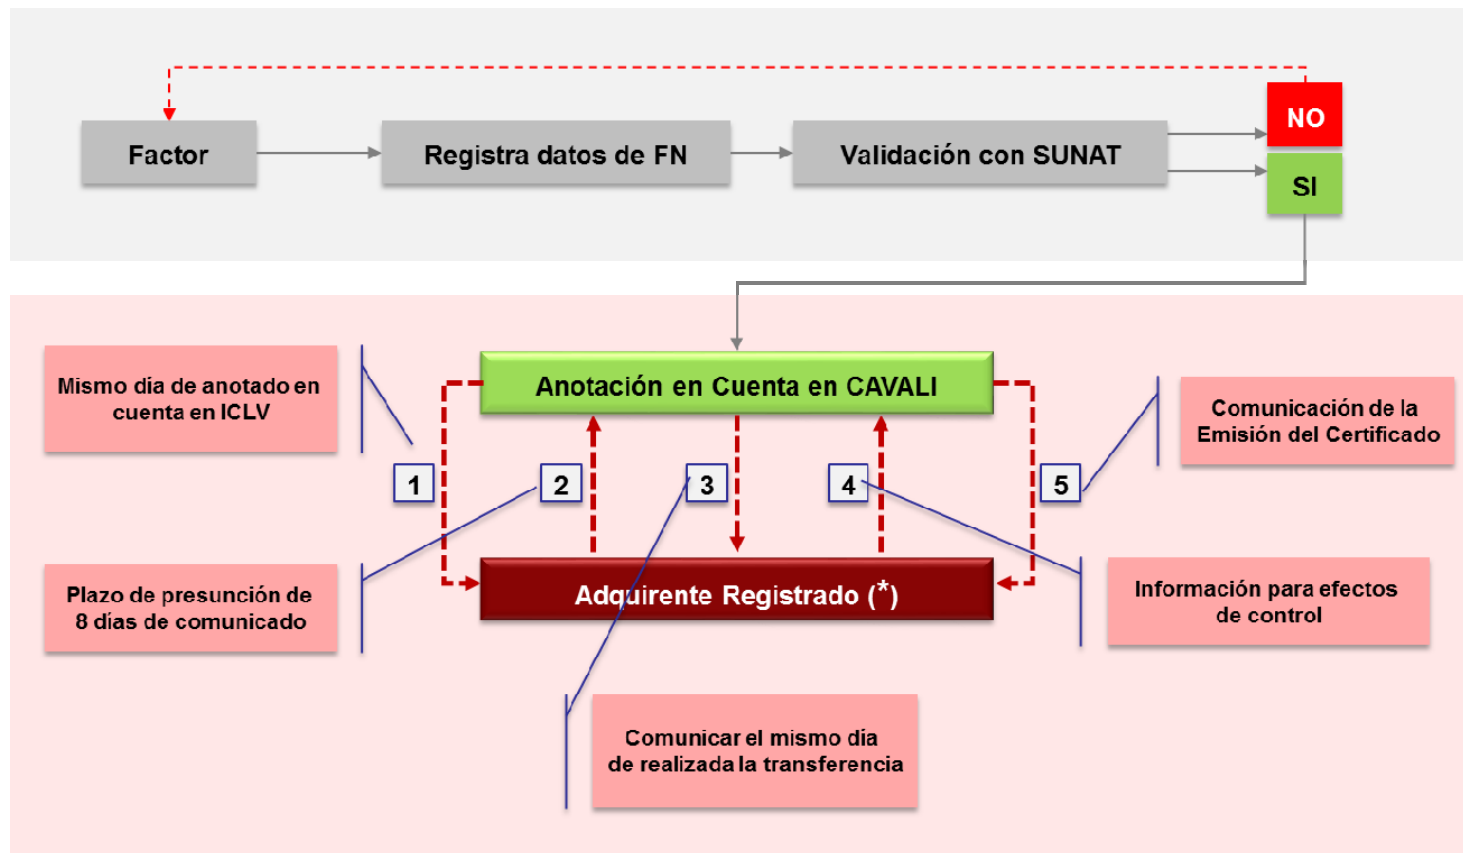 NO
Factor
Registra datos de FN
Validación con SUNAT
SI
Mismo día de anotado en
cuenta en ICLV
Anotación en Cuenta en CAVALI
Comunicación de la
Emisión del Certificado
1
2
3
4
5
Plazo de presunción de
8 días de comunicado
Adquirente Registrado (*)
Información para efectos
de control
Comunicar el mismo día
de realizada la transferencia